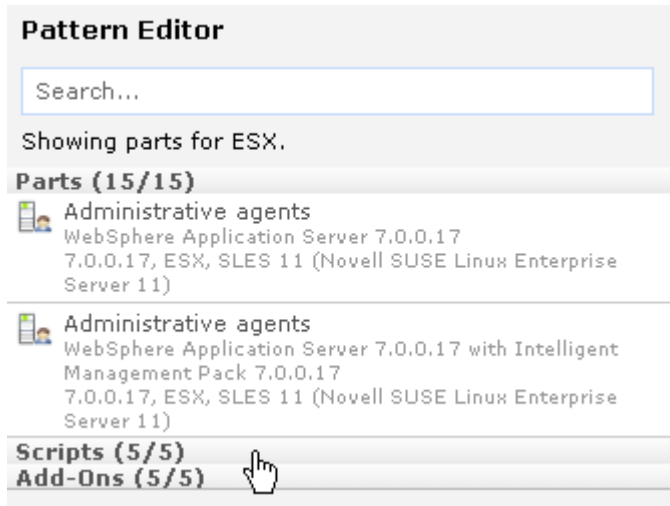 Pattern Editor
Search...
Showing parts for ESX.
Parts (15/15)
Administrative agents
WebSphere Application Server 7.0.0.17
7.0.0.17, ESX, SLES 11 (Novell SUSE Linux Enterprise
Server 11)
Administrative agents
WebSphere Application Server 7.0.0.17 with Intelligent
Management Pack 7.0.0.17
7.0.0.17, ESX, SLES 11 (Novell SUSE Linux Enterprise
Server 11)
Scripts (5/5)
Add-Ons (5/5)